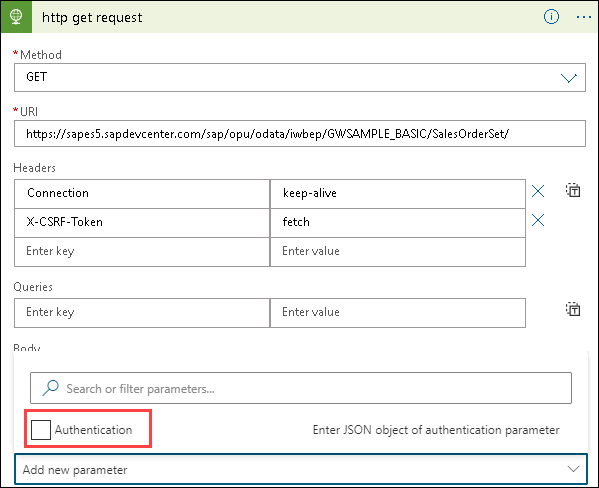 http get request
* Method
GET
* URI
https://sapes5.sapdevcenter.com/sap/opu/odata/iwbep/GWSAMPLE_BASIC/SalesOrderSet/
Headers
Connection keep-alive
X-CSRF-Token fetch
Enter key Enter value
Queries
Enter key Enter value
Body
Search or filter parameters...
Authentication Enter JSON object of authentication parameter
Add new parameter